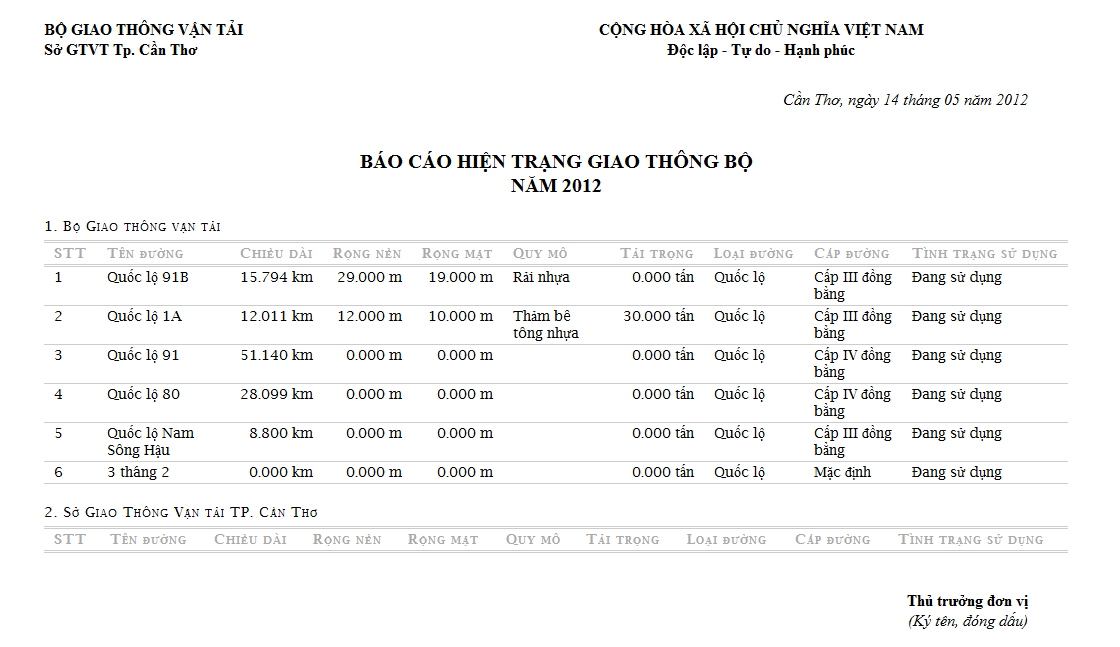 BỘ GIAO THÔNG VẬN TẢI CỘNG HÒA XÃ HỘI CHỦ NGHĨA VIỆT NAM
Sở GTVT Tp. Cần Thơ Độc lập - Tự do - Hạnh phúc
Cần Thơ, ngày 14 tháng 05 năm 2012
BÁO CÁO HIỆN TRẠNG GIAO THÔNG BỘ
NĂM 2012
1. Bộ Giao thông vận tải
STT Tên đường Chiều dài Rộng nền Rộng mặt Quy mô Tải trọng Loại đường Cấp đường Tình trạng sử dụng
1 Quốc lộ 91B 15.794 km 29.000 m 19.000 m Rải nhựa 0.000 tấn Quốc lộ Cấp III đồng Đang sử dụng
bằng
2 Quốc lộ 1A 12.011 km 12.000 m 10.000 m Thảm bê 30.000 tấn Quốc lộ Cấp III đồng Đang sử dụng
tông nhựa bằng
3 Quốc lộ 91 51.140 km 0.000 m 0.000 m 0.000 tấn Quốc lộ Cấp IV đồng Đang sử dụng
bằng
4 Quốc lộ 80 28.099 km 0.000 m 0.000 m 0.000 tấn Quốc lộ Cấp IV đồng Đang sử dụng
bằng
5 Quốc lộ Nam 8.800 km 0.000 m 0.000 m 0.000 tấn Quốc lộ Cấp III đồng Đang sử dụng
Sông Hậu bằng
6 3 tháng 2 0.000 km 0.000 m 0.000 m 0.000 tấn Quốc lộ Mặc định Đang sử dụng
2. Sở Giao Thông Vận tải TP. Cần Thơ
STT Tên đường Chiều dài Rộng nền Rộng mặt Quy mô Tải trọng Loại đường Cấp đường Tình trạng sử dụng
Thủ trưởng đơn vị
(Ký tên, đóng dấu)